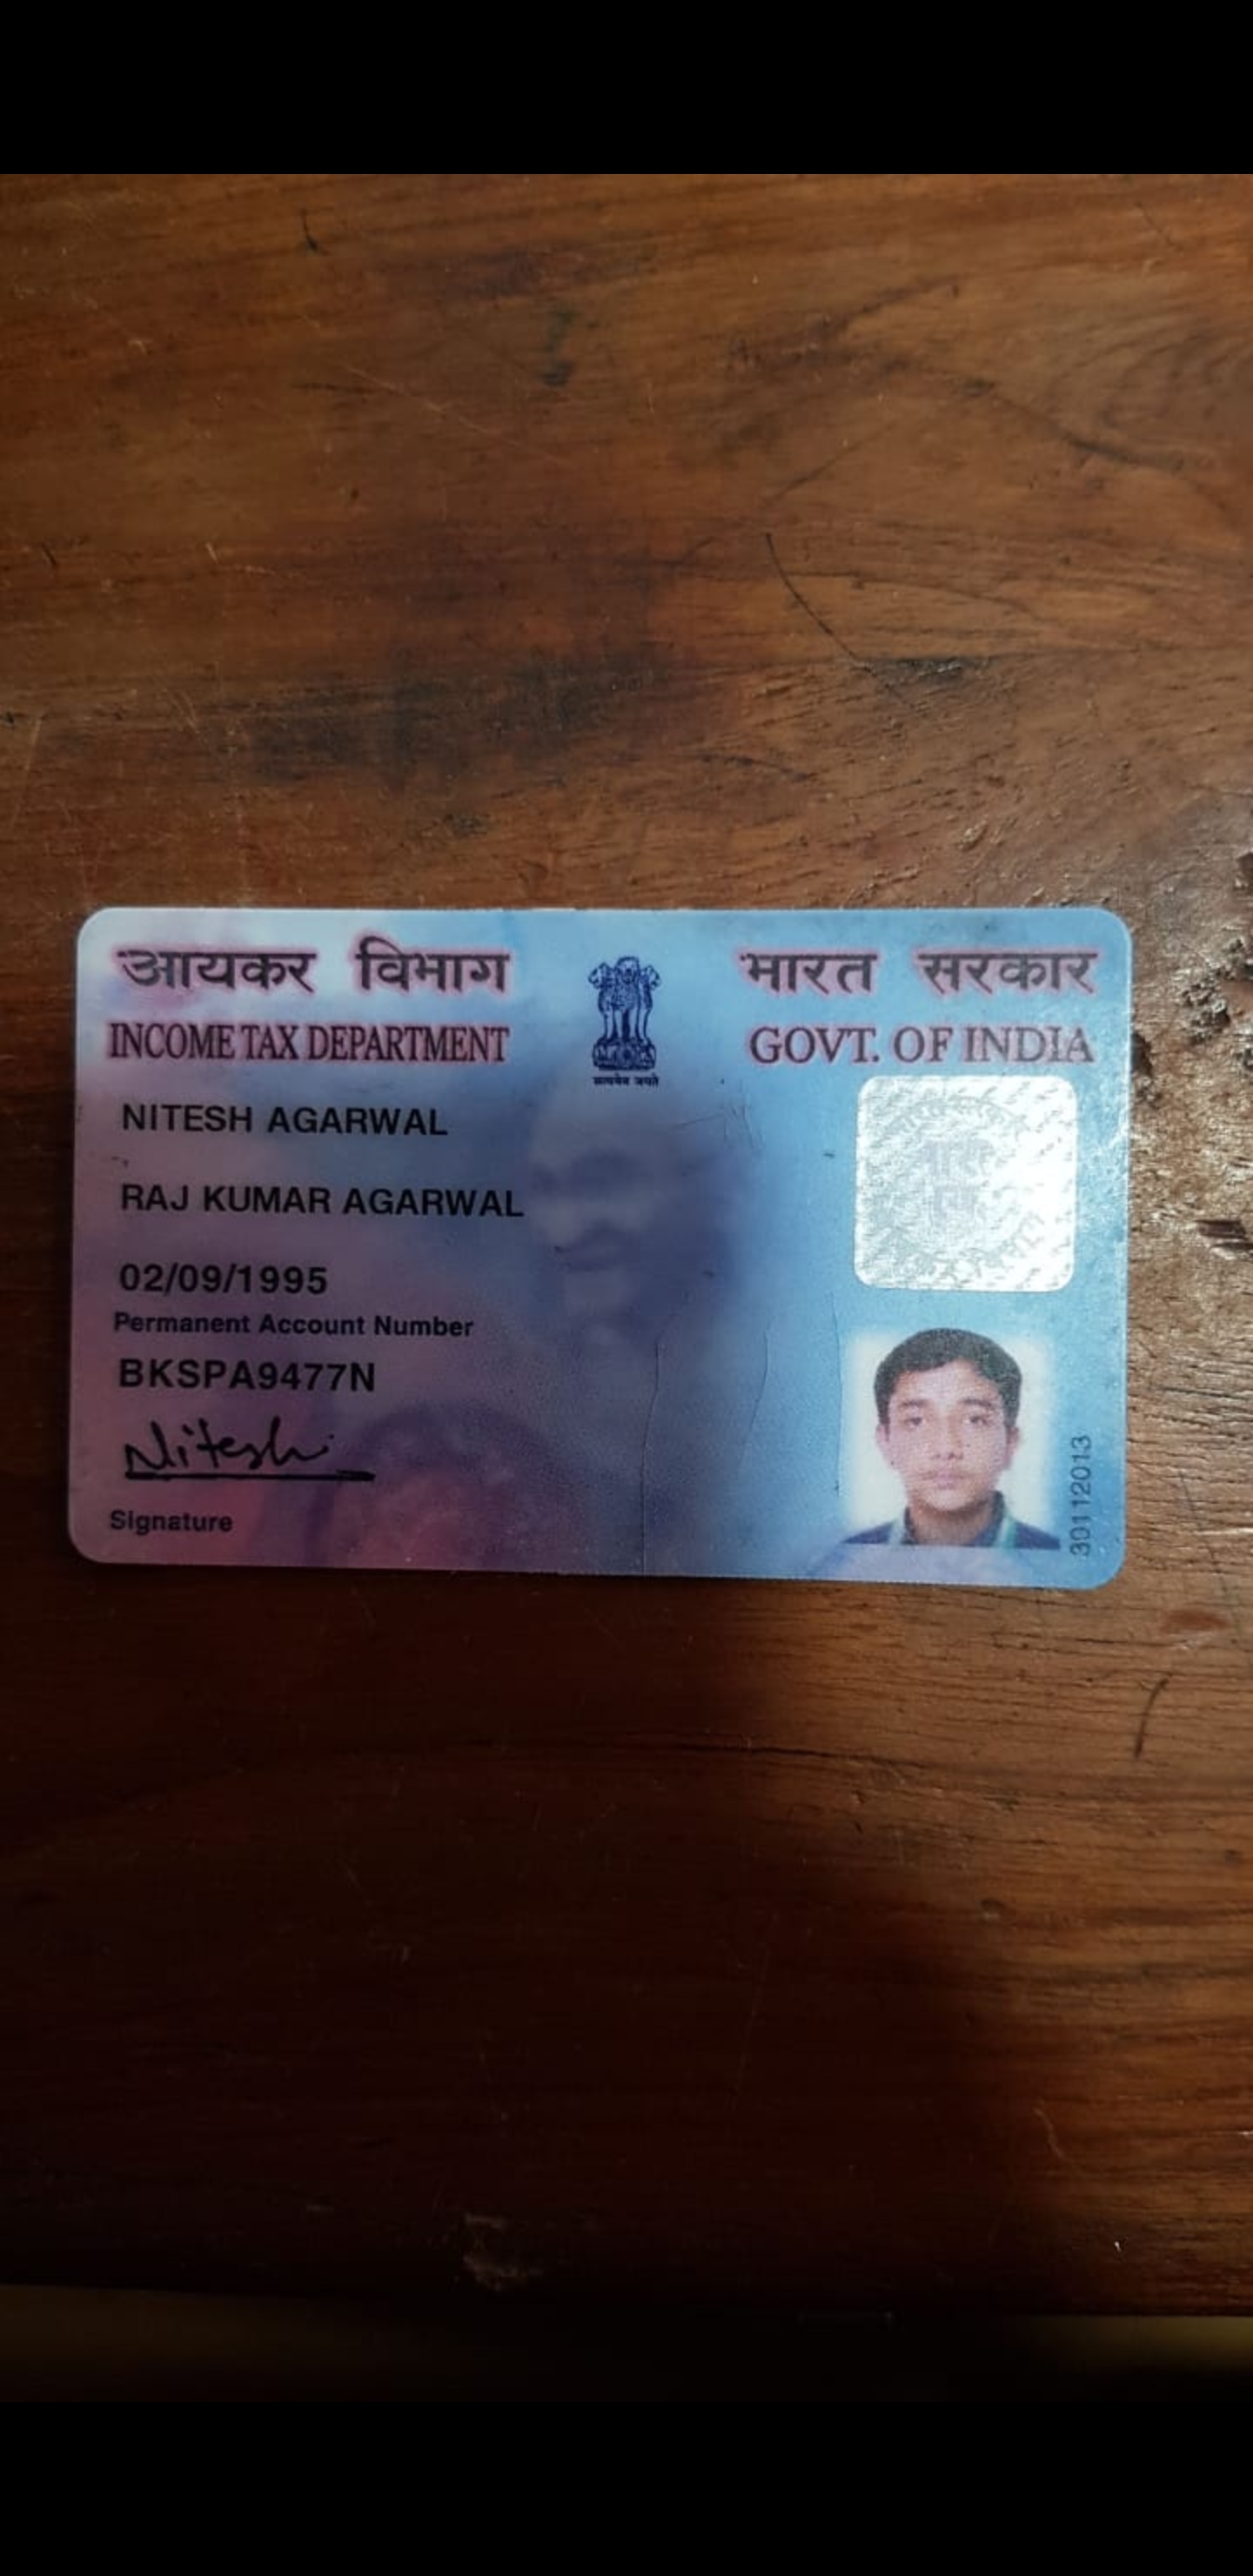 आयकर विभाग
INCOME TAX DEPARTMENT
सत्यमेव जयते
भारत सरकार
GOVT. OF INDIA
NITESH AGARWAL
RAJ KUMAR AGARWAL
02/09/1995
Permanent Account Number
BKSPA9477N
Nitesh
Signature
30112013